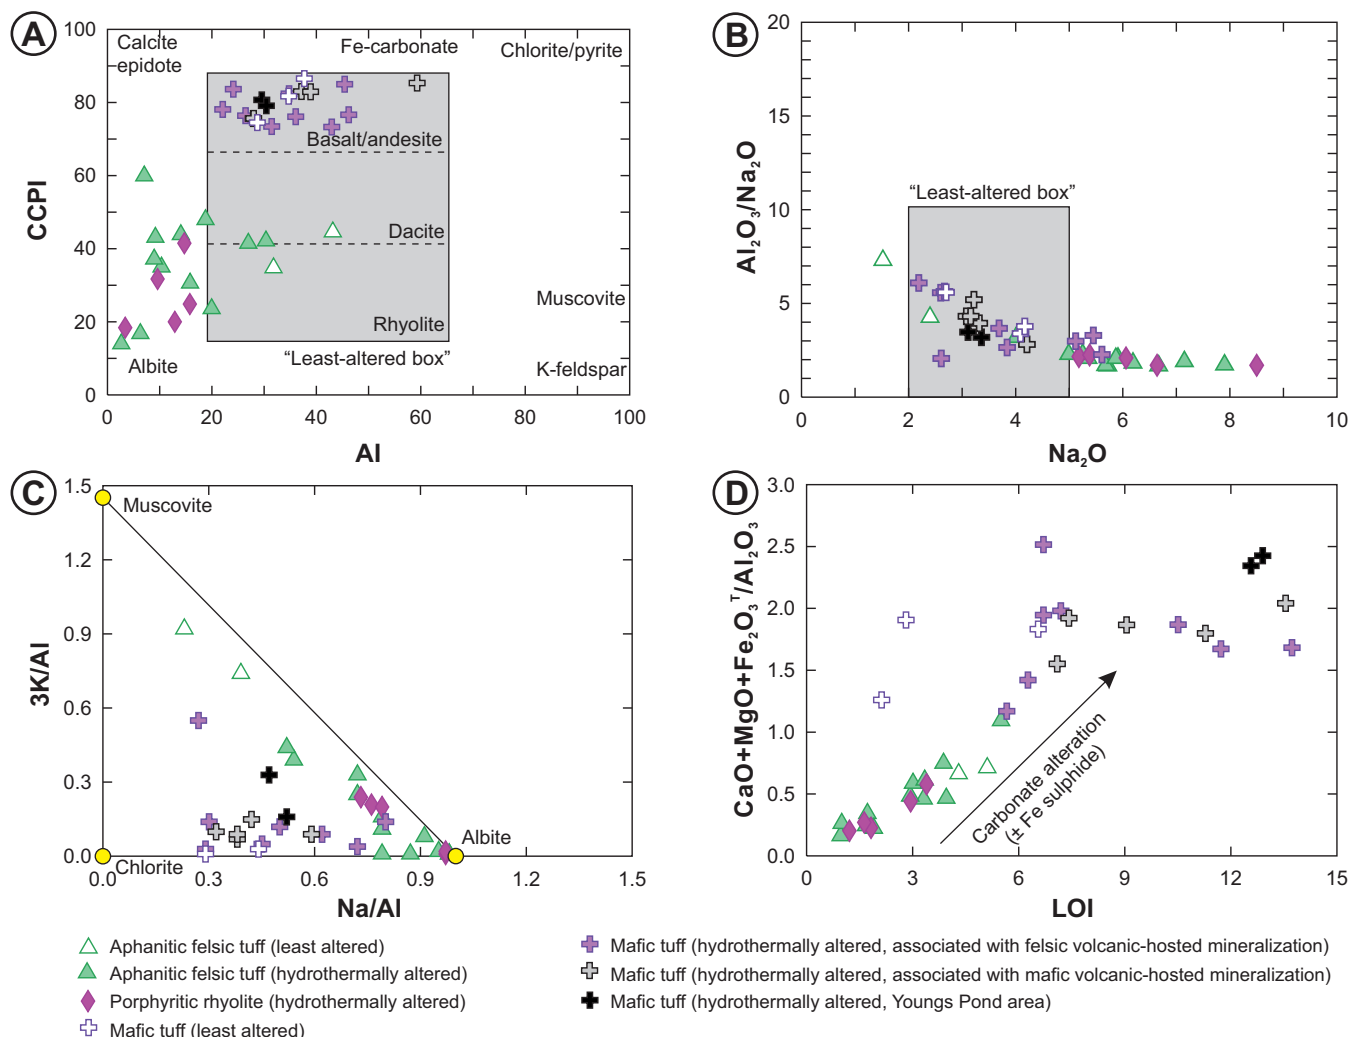 A
100
80
60
40
20
0
CCPI
Calcite
epidote
Fe-carbonate
Chlorite/pyrite
Basalt/andesite
Dacite
Rhyolite
"Least-altered box"
Muscovite
Albite
K-feldspar
0 20 40 60 80 100
AI
B
20
15
10
5
0
Al₂O₃/Na₂O
"Least-altered box"
0 2 4 6 8 10
Na₂O
C
1.5
1.2
0.9
0.6
0.3
0.0
3K/Al
Muscovite
Albite
Chlorite
0.0 0.3 0.6 0.9 1.2 1.5
Na/Al
D
3.0
2.5
2.0
1.5
1.0
0.5
0.0
CaO+MgO+Fe₂O₃ᵀ/Al₂O₃
Carbonate alteration
(± Fe sulphide)
0 3 6 9 12 15
LOI
Aphanitic felsic tuff (least altered)
Aphanitic felsic tuff (hydrothermally altered)
Porphyritic rhyolite (hydrothermally altered)
Mafic tuff (least altered)
Mafic tuff (hydrothermally altered, associated with felsic volcanic-hosted mineralization)
Mafic tuff (hydrothermally altered, associated with mafic volcanic-hosted mineralization)
Mafic tuff (hydrothermally altered, Youngs Pond area)